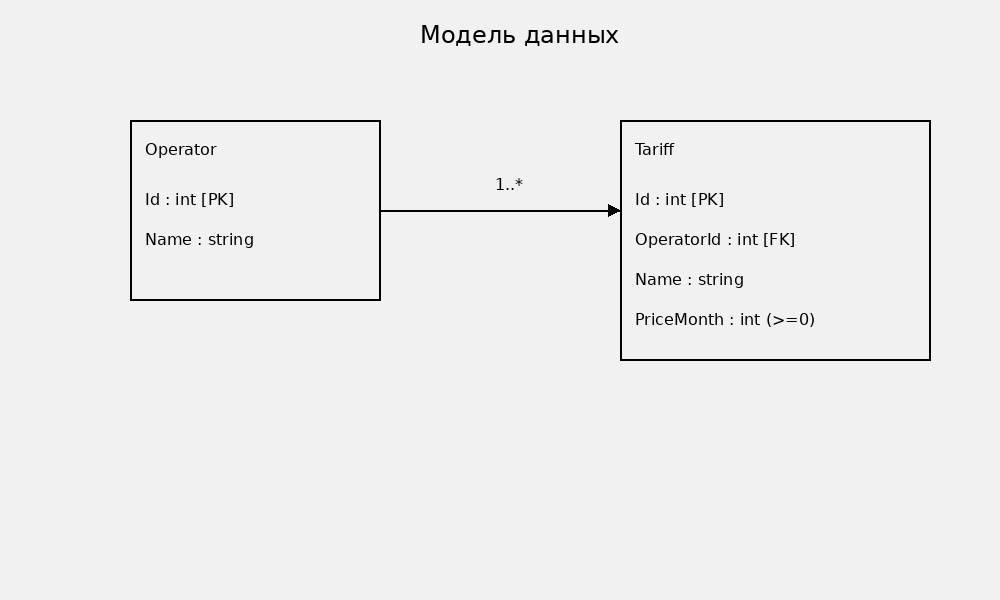 Модель данных
Operator
Id : int [PK]
Name : string
1..*
Tariff
Id : int [PK]
OperatorId : int [FK]
Name : string
PriceMonth : int (>=0)